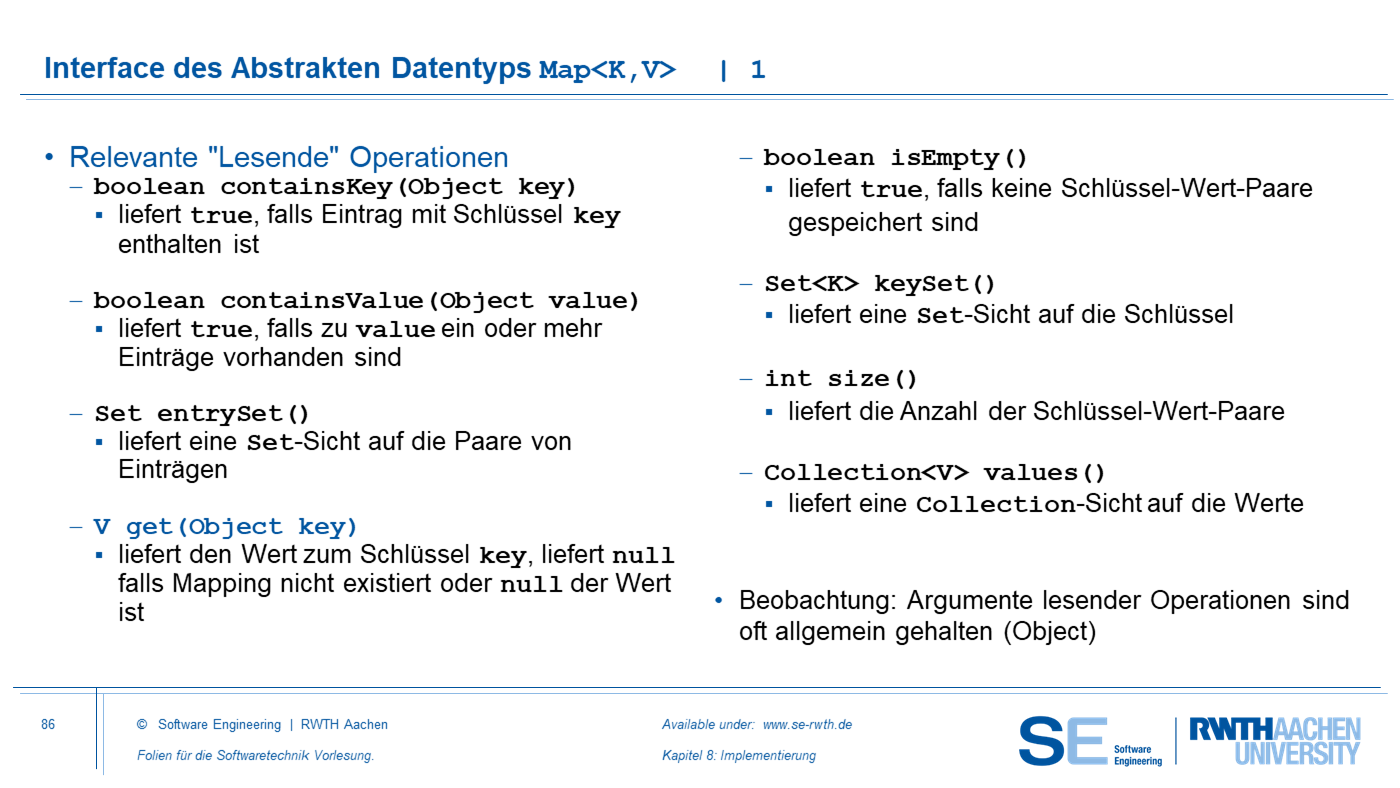 Interface des Abstrakten Datentyps Map<K,V> | 1
• Relevante "Lesende" Operationen
– boolean containsKey(Object key)
▪ liefert true, falls Eintrag mit Schlüssel key
enthalten ist
– boolean containsValue(Object value)
▪ liefert true, falls zu value ein oder mehr
Einträge vorhanden sind
– Set entrySet()
▪ liefert eine Set-Sicht auf die Paare von
Einträgen
– V get(Object key)
▪ liefert den Wert zum Schlüssel key, liefert null
falls Mapping nicht existiert oder null der Wert
ist
– boolean isEmpty()
▪ liefert true, falls keine Schlüssel-Wert-Paare
gespeichert sind
– Set<K> keySet()
▪ liefert eine Set-Sicht auf die Schlüssel
– int size()
▪ liefert die Anzahl der Schlüssel-Wert-Paare
– Collection<V> values()
▪ liefert eine Collection-Sicht auf die Werte
• Beobachtung: Argumente lesender Operationen sind
oft allgemein gehalten (Object)
86
© Software Engineering | RWTH Aachen
Folien für die Softwaretechnik Vorlesung.
Available under: www.se-rwth.de
Kapitel 8: Implementierung
SE Software
Engineering
RWTHAACHEN
UNIVERSITY